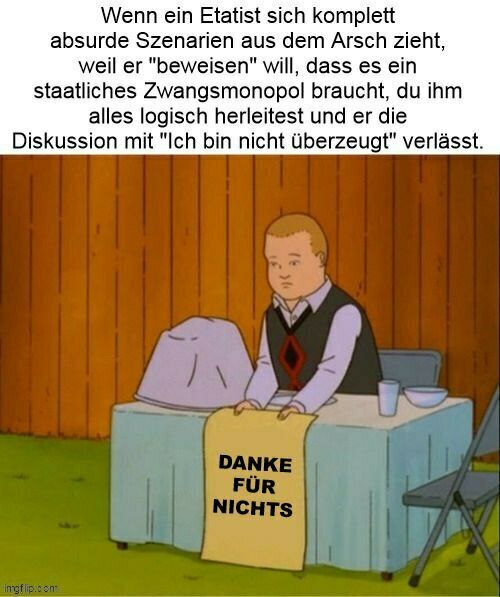 Wenn ein Etatist sich komplett
absurde Szenarien aus dem Arsch zieht,
weil er "beweisen" will, dass es ein
staatliches Zwangsmonopol braucht, du ihm
alles logisch herleitest und er die
Diskussion mit "Ich bin nicht überzeugt" verlässt.
DANKE
FÜR
NICHTS
imgflip.com